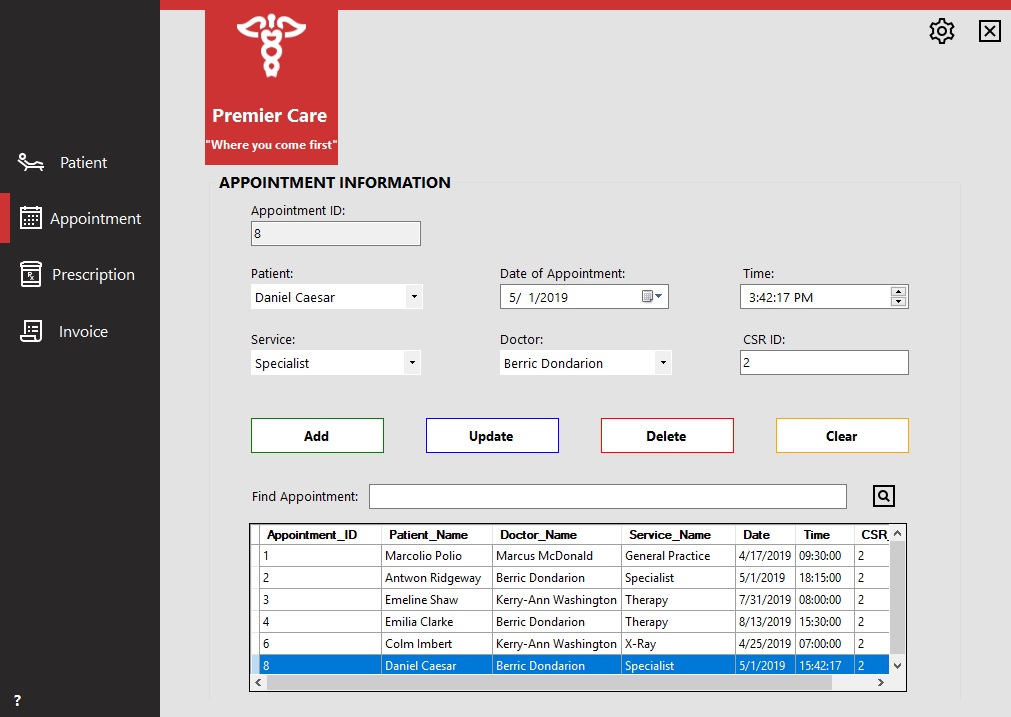 Premier Care
"Where you come first"
Patient
Appointment
Prescription
Invoice
?
APPOINTMENT INFORMATION
Appointment ID:
8
Patient: Date of Appointment: Time:
Daniel Caesar 5/ 1/2019 3:42:17 PM
Service: Doctor: CSR ID:
Specialist Berric Dondarion 2
Add Update Delete Clear
Find Appointment:
Appointment_ID Patient_Name Doctor_Name Service_Name Date Time CSR_
1 Marcolio Polio Marcus McDonald General Practice 4/17/2019 09:30:00 2
2 Antwon Ridgeway Berric Dondarion Specialist 5/1/2019 18:15:00 2
3 Emeline Shaw Kerry-Ann Washington Therapy 7/31/2019 08:00:00 2
4 Emilia Clarke Berric Dondarion Therapy 8/13/2019 15:30:00 2
6 Colm Imbert Kerry-Ann Washington X-Ray 4/25/2019 07:00:00 2
8 Daniel Caesar Berric Dondarion Specialist 5/1/2019 15:42:17 2